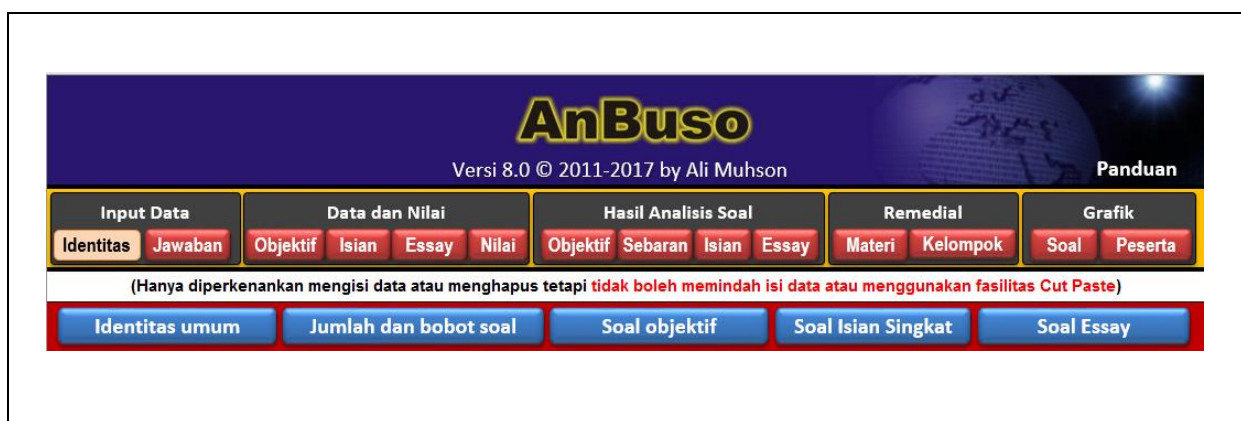 AnBuso
Versi 8.0 © 2011-2017 by Ali Muhson
Panduan
Input Data
Data dan Nilai
Hasil Analisis Soal
Remedial
Grafik
Identitas Jawaban Objektif Isian Essay Nilai Objektif Sebaran Isian Essay Materi Kelompok Soal Peserta
(Hanya diperkenankan mengisi data atau menghapus tetapi tidak boleh memindah isi data atau menggunakan fasilitas Cut Paste)
Identitas umum Jumlah dan bobot soal Soal objektif Soal Isian Singkat Soal Essay